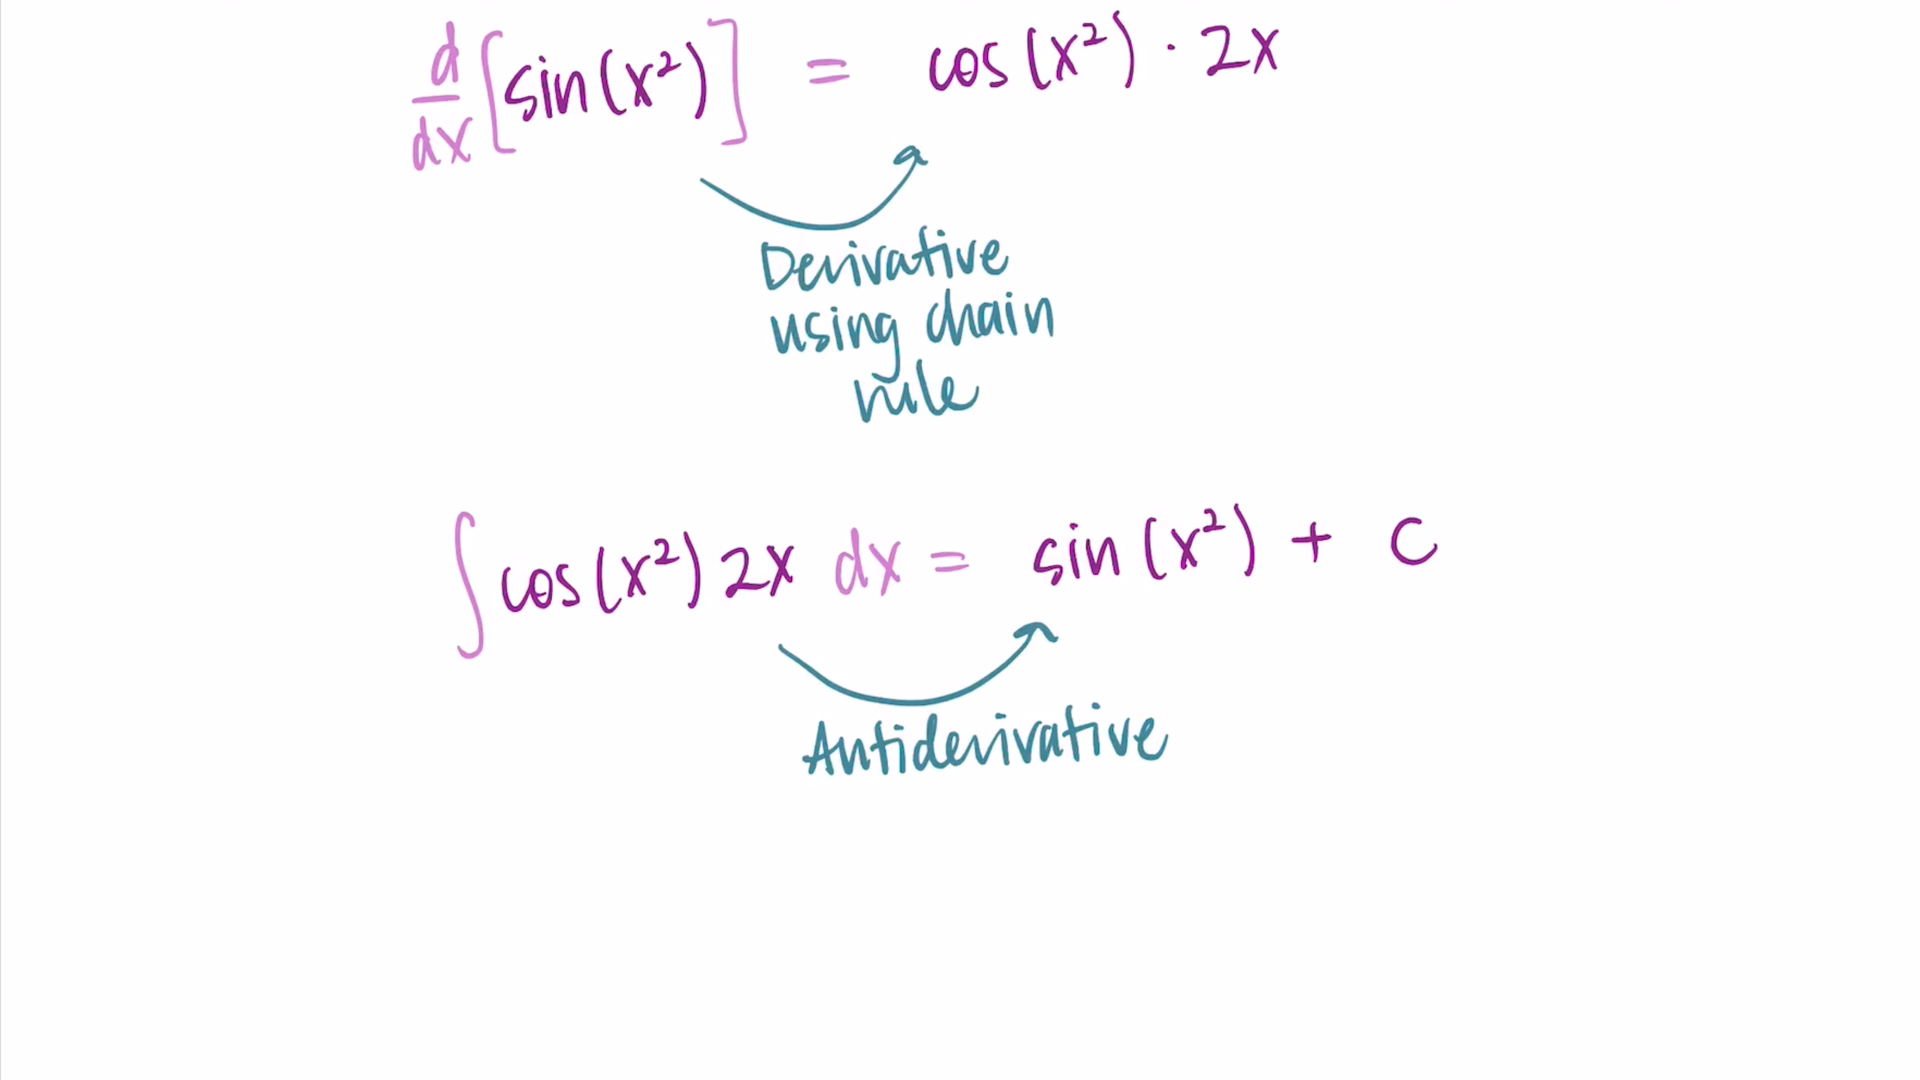 d/dx [sin(x²)] = cos(x²) · 2x
Derivative
using chain
rule
∫ cos(x²) 2x dx = sin(x²) + C
Antiderivative